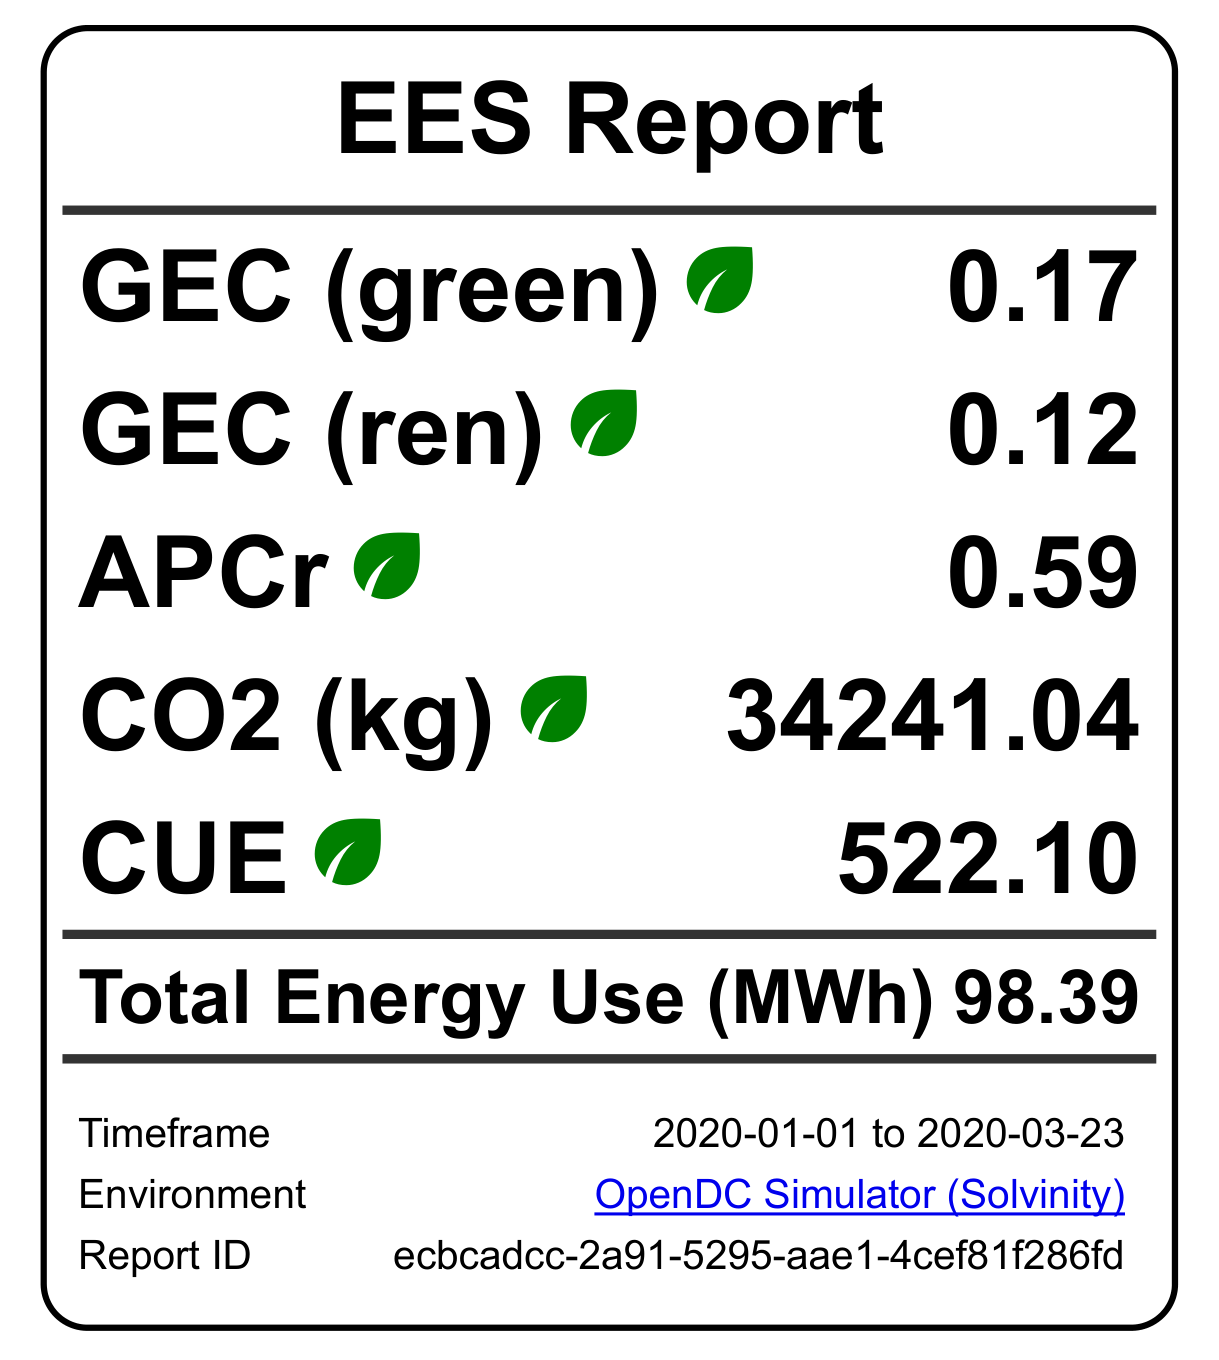 EES Report
GEC (green) 0.17
GEC (ren) 0.12
APCr 0.59
CO2 (kg) 34241.04
CUE 522.10
Total Energy Use (MWh) 98.39
Timeframe 2020-01-01 to 2020-03-23
Environment OpenDC Simulator (Solvinity)
Report ID ecbcadcc-2a91-5295-aae1-4cef81f286fd